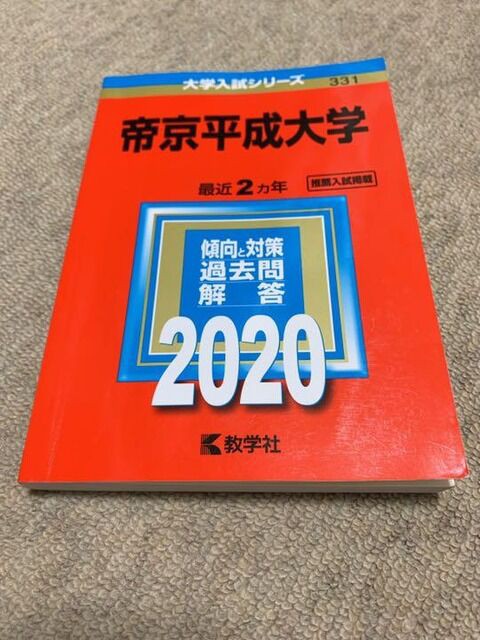 大学入試シリーズ 331
帝京平成大学
最近2カ年 推薦入試掲載
傾向と対策
過去問
解答
2020
教学社